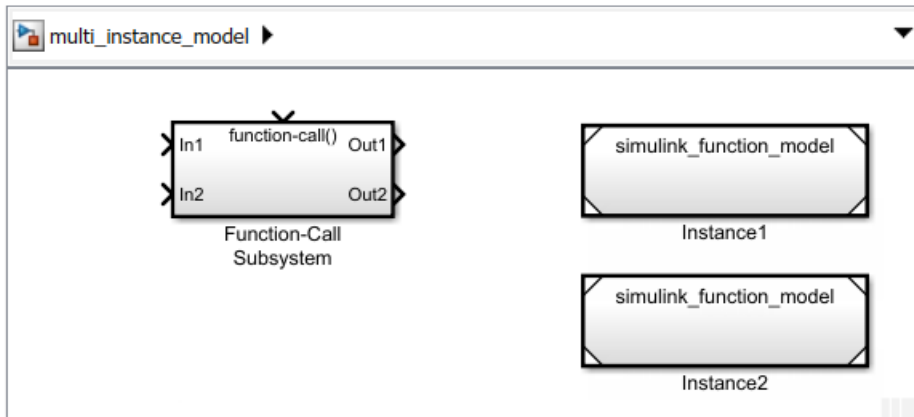 multi_instance_model
function-call()
In1 Out1
In2 Out2
Function-Call
Subsystem
simulink_function_model
Instance1
simulink_function_model
Instance2